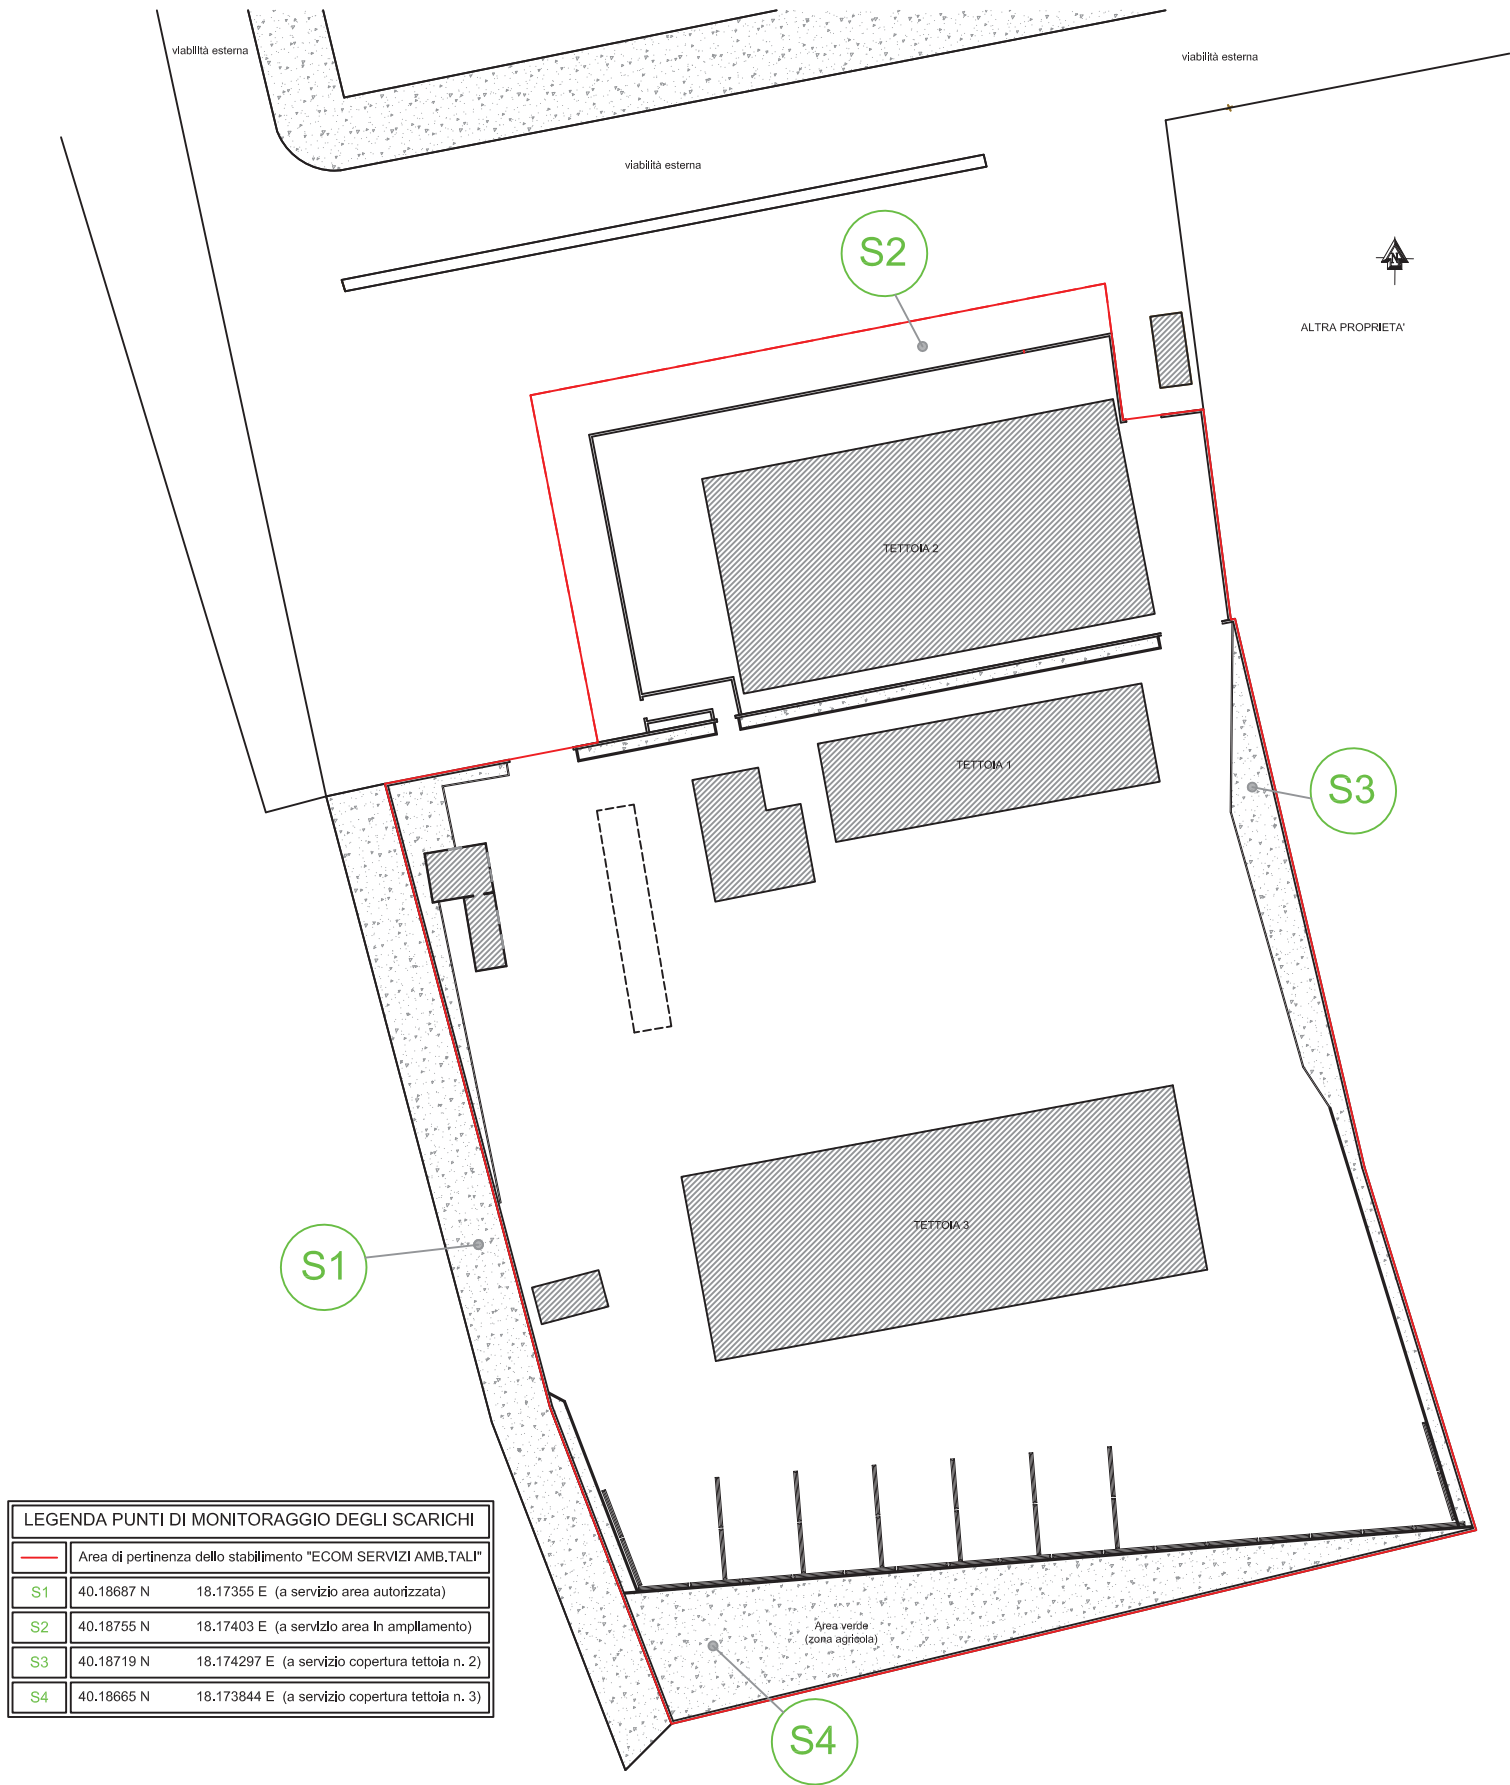 viabilità esterna
viabilità esterna
viabilità esterna
S2
N
ALTRA PROPRIETA'
TETTOIA 2
TETTOIA 1
S3
TETTOIA 3
S1
LEGENDA PUNTI DI MONITORAGGIO DEGLI SCARICHI
Area di pertinenza dello stabilimento "ECOM SERVIZI AMB.TALI"
S1 40.18687 N 18.17355 E (a servizio area autorizzata)
S2 40.18755 N 18.17403 E (a servizio area in ampliamento)
S3 40.18719 N 18.174297 E (a servizio copertura tettoia n. 2)
S4 40.18665 N 18.173844 E (a servizio copertura tettoia n. 3)
Area verde
(zona agricola)
S4